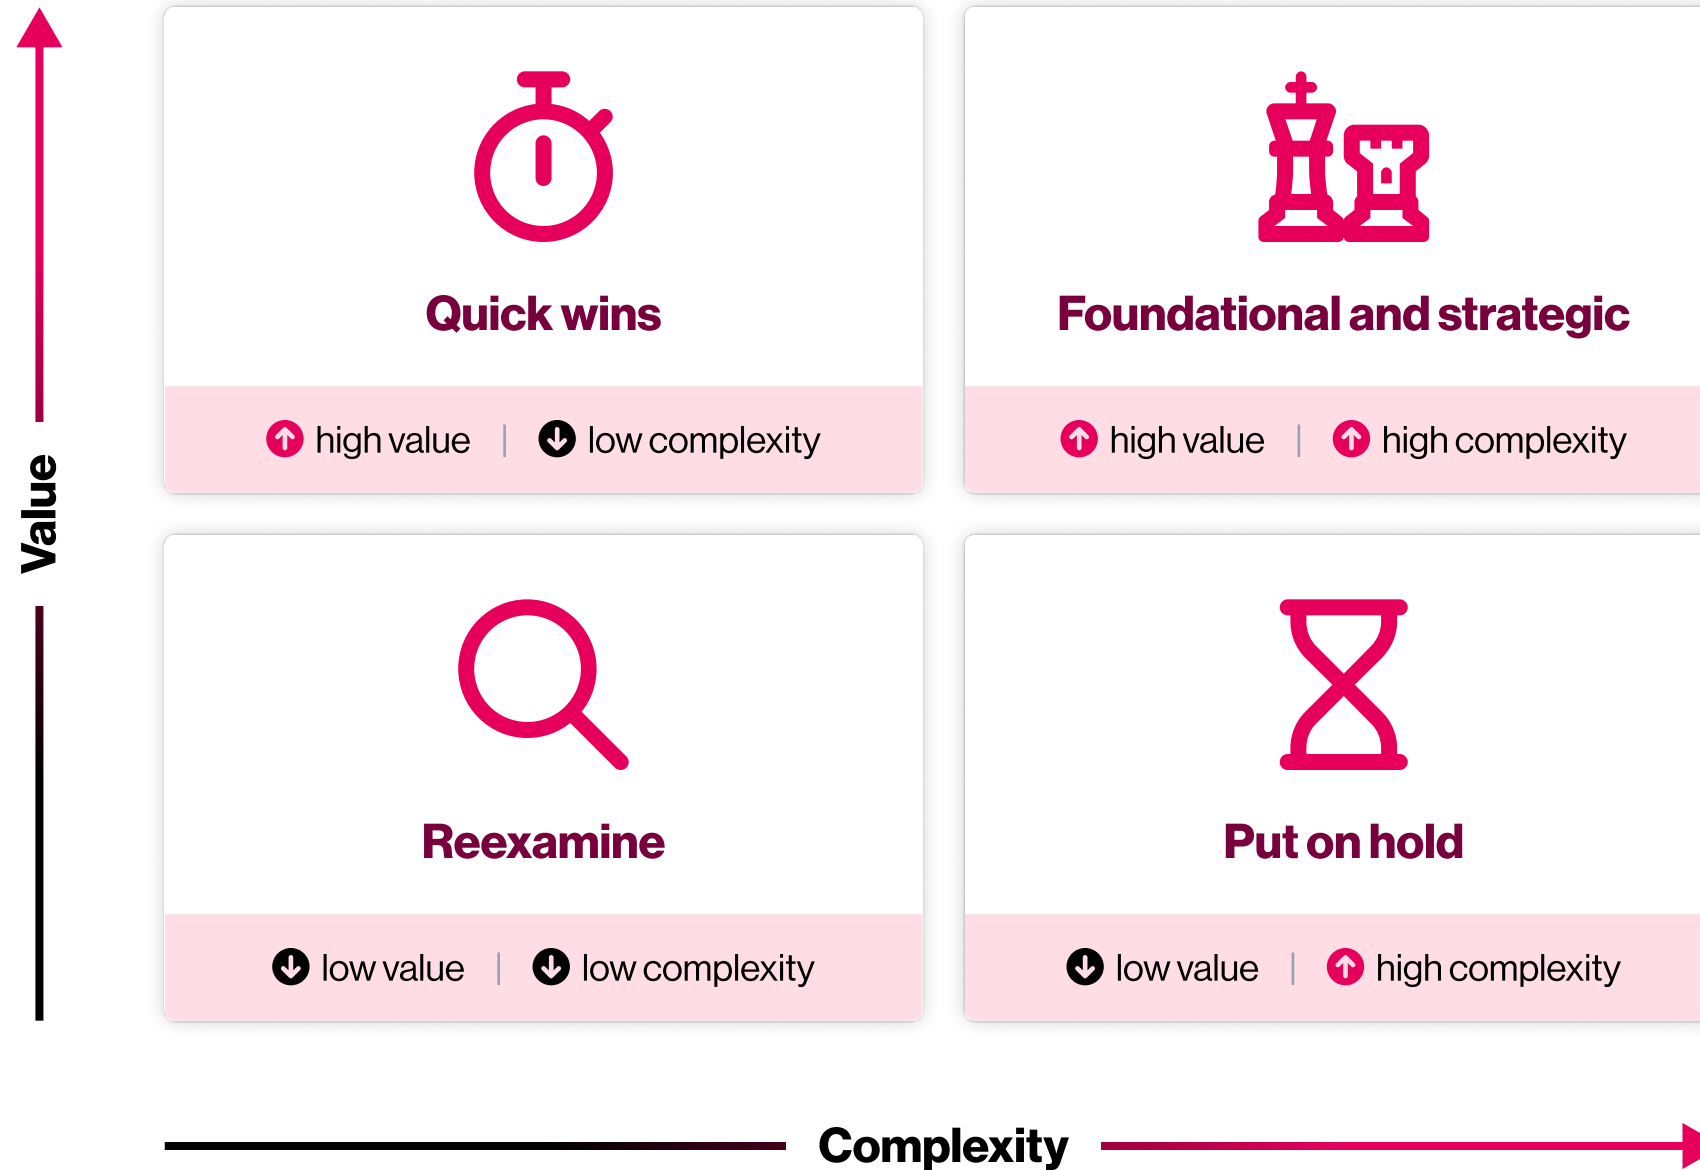 Value
Quick wins
high value | low complexity
Foundational and strategic
high value | high complexity
Reexamine
low value | low complexity
Put on hold
low value | high complexity
Complexity